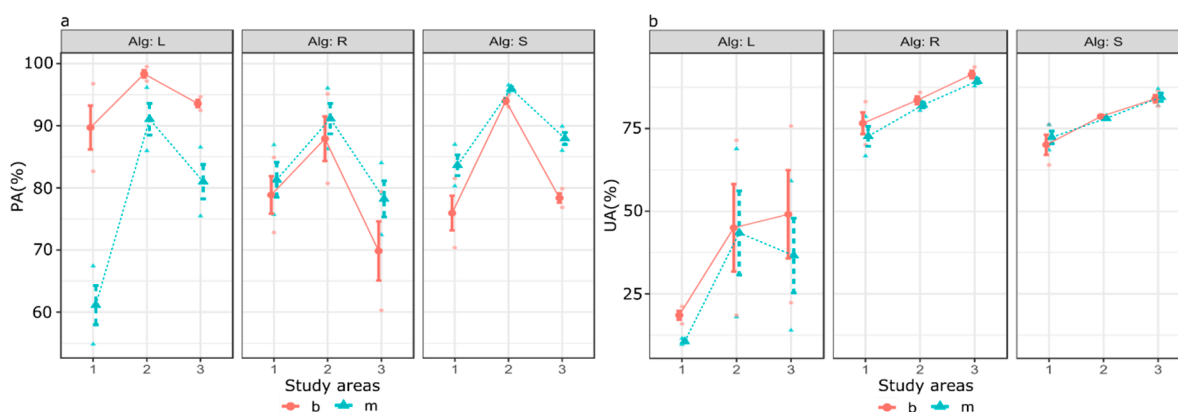 a
Alg: L Alg: R Alg: S
PA(%)
100
90
80
70
60
1 2 3 1 2 3 1 2 3
Study areas
b m
b
Alg: L Alg: R Alg: S
UA(%)
75
50
25
1 2 3 1 2 3 1 2 3
Study areas
b m